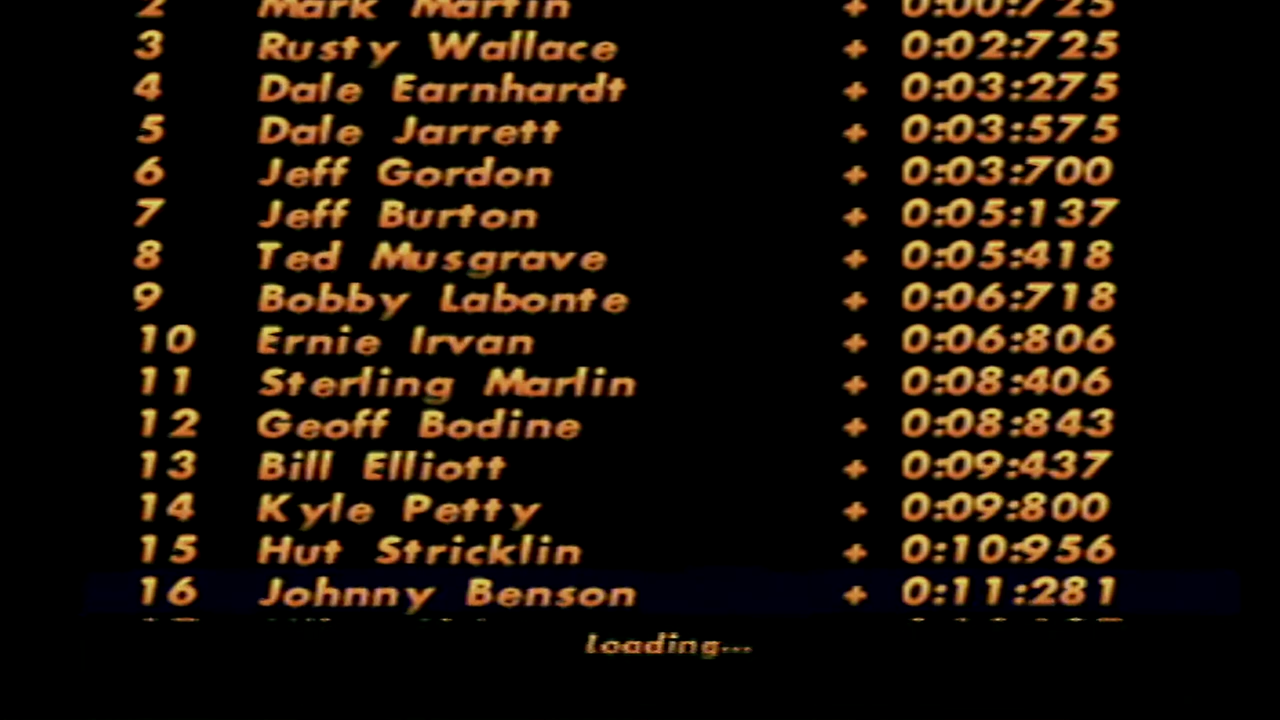 2 Mark Martin + 0:00:725
3 Rusty Wallace + 0:02:725
4 Dale Earnhardt + 0:03:275
5 Dale Jarrett + 0:03:575
6 Jeff Gordon + 0:03:700
7 Jeff Burton + 0:05:137
8 Ted Musgrave + 0:05:418
9 Bobby Labonte + 0:06:718
10 Ernie Irvan + 0:06:806
11 Sterling Marlin + 0:08:406
12 Geoff Bodine + 0:08:843
13 Bill Elliott + 0:09:437
14 Kyle Petty + 0:09:800
15 Hut Stricklin + 0:10:956
16 Johnny Benson + 0:11:281
Loading...